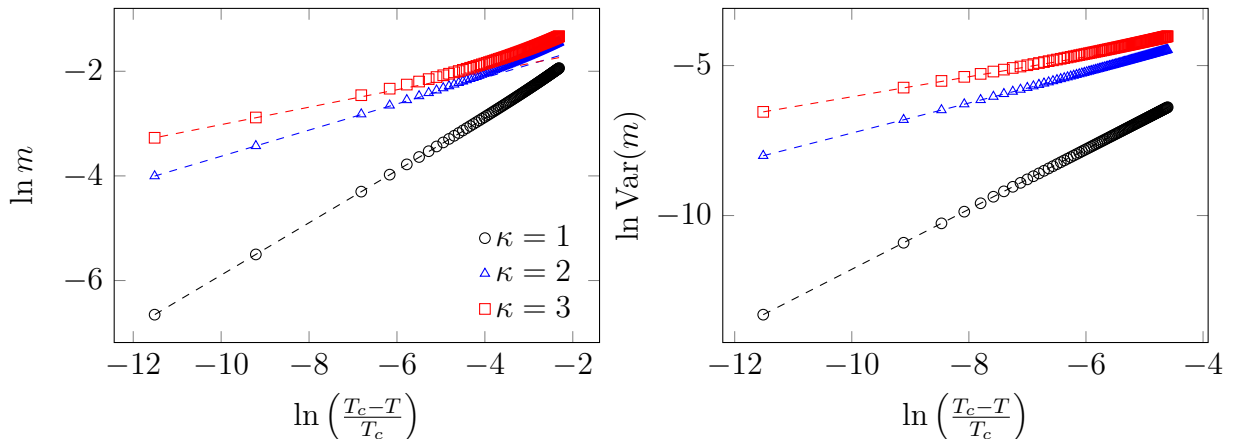 −2
−4
−6
ln m
−12
−10
−8
−6
−4
−2
ln (T_c−T / T_c)
κ = 1
κ = 2
κ = 3
−5
−10
ln Var(m)
−12
−10
−8
−6
−4
ln (T_c−T / T_c)